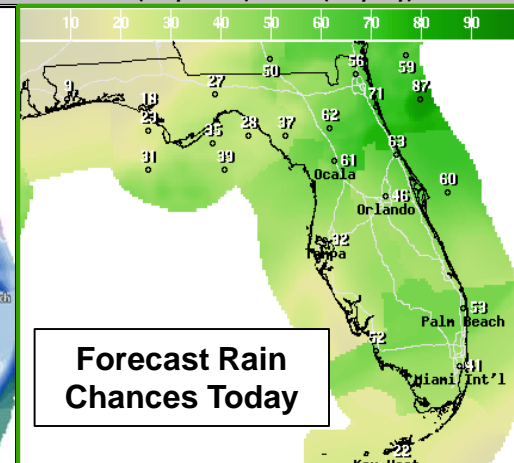 10 20 30 40 50 60 70 80 90
50 56 59
9 27 87
18 71
23 62
35 28 37 63
31 39 61
Ocala
46 60
Orlando
32
Tampa
53
Palm Beach
52
41
Miami Int'l
Forecast Rain
Chances Today
22